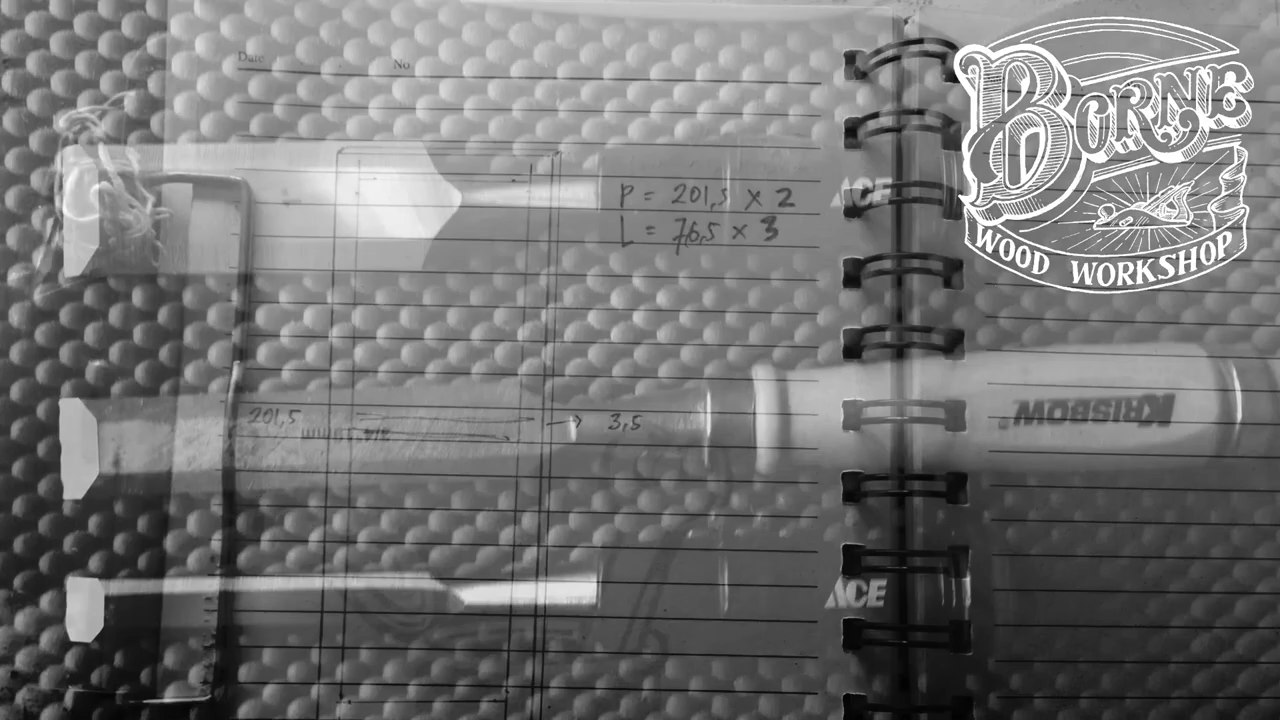 BORNE
WOOD WORKSHOP
Date No
P = 201,5 x 2
L = 76,5 x 3
ACE
KRISBOW®
201,5 → 3,5
ACE